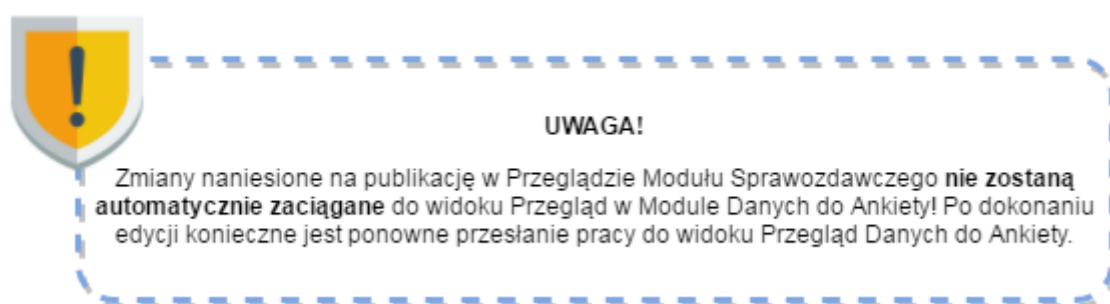 UWAGA!
Zmiany naniesione na publikację w Przeglądzie Modułu Sprawozdawczego nie zostaną
automatycznie zaciągane do widoku Przegląd w Module Danych do Ankiety! Po dokonaniu
edycji konieczne jest ponowne przesłanie pracy do widoku Przegląd Danych do Ankiety.